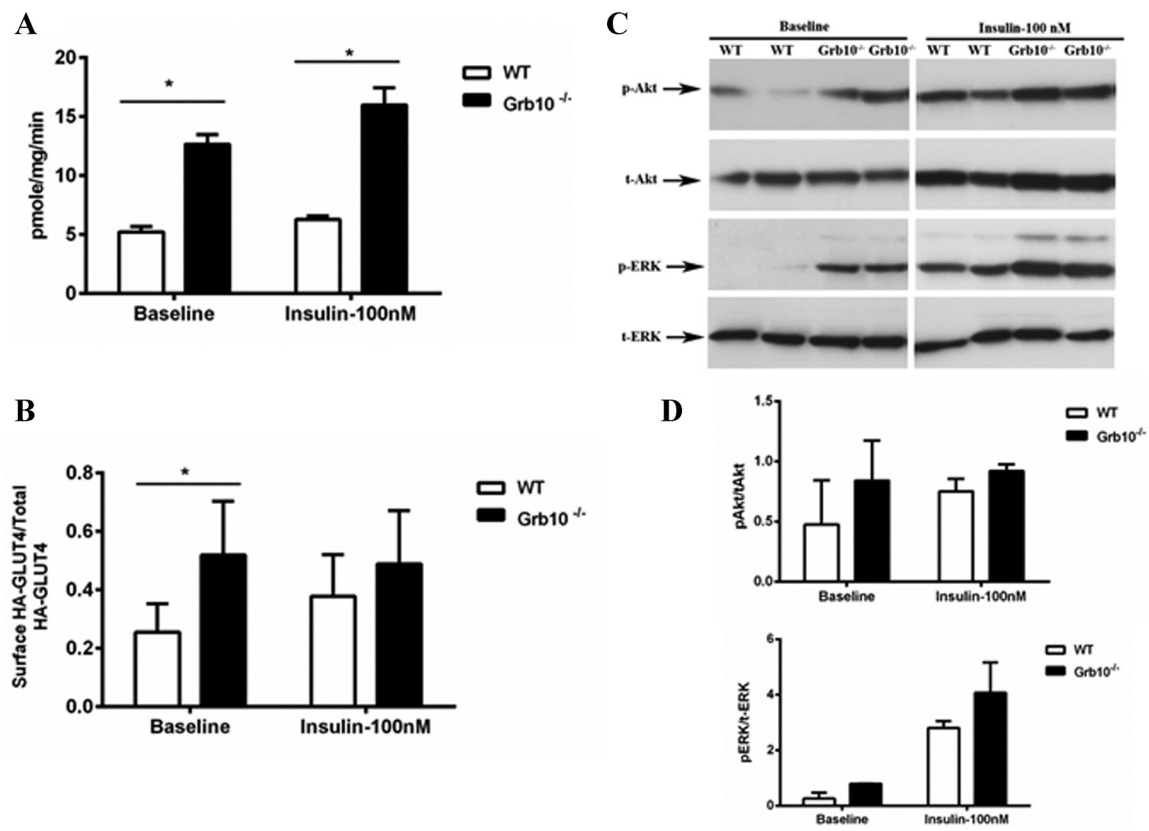 A
20
15
10
5
0
pmole/mg/min
*
*
WT
Grb10 -/-
Baseline
Insulin-100nM
B
0.8
0.6
0.4
0.2
0.0
Surface HA-GLUT4/Total
HA-GLUT4
*
WT
Grb10 -/-
Baseline
Insulin-100nM
C
Baseline
Insulin-100 nM
WT WT Grb10-/- Grb10-/-
WT WT Grb10-/- Grb10-/-
p-Akt
t-Akt
p-ERK
t-ERK
D
1.5
1.0
0.5
0.0
pAkt/tAkt
WT
Grb10-/-
Baseline
Insulin-100nM
6
4
2
0
pERK/t-ERK
WT
Grb10-/-
Baseline
Insulin-100nM